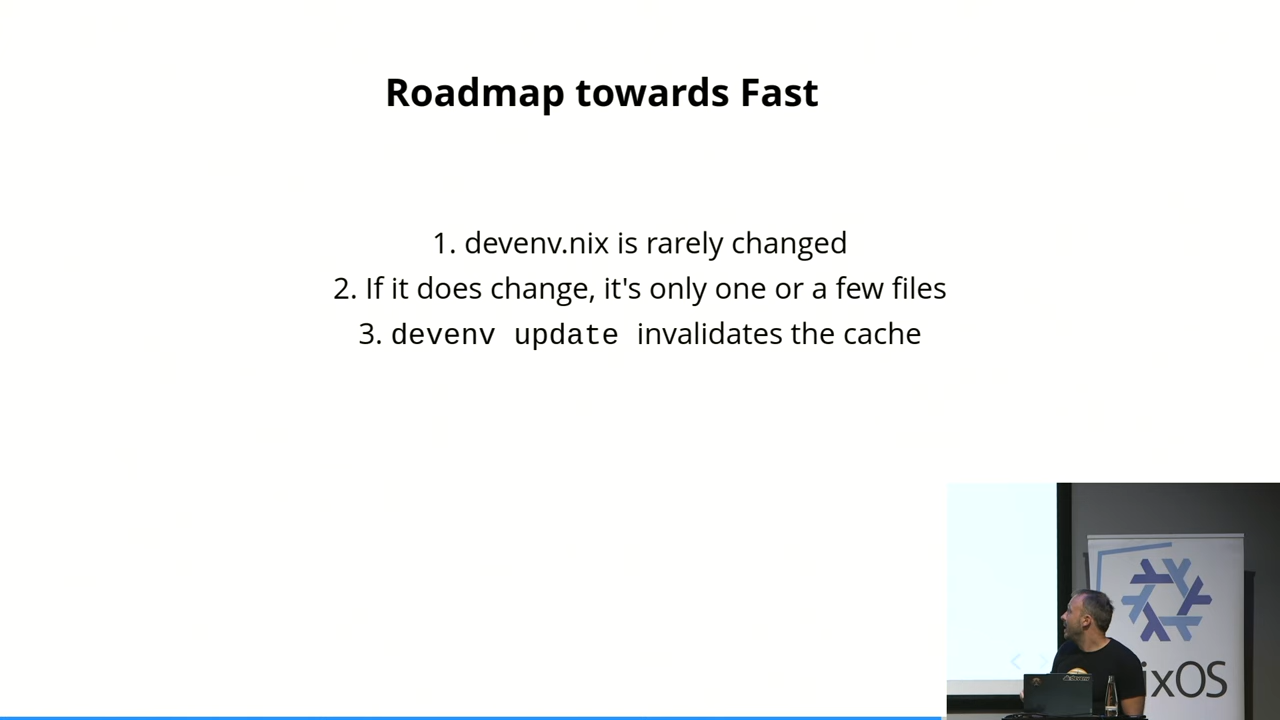 Roadmap towards Fast
1. devenv.nix is rarely changed
2. If it does change, it's only one or a few files
3. devenv update invalidates the cache
ixOS